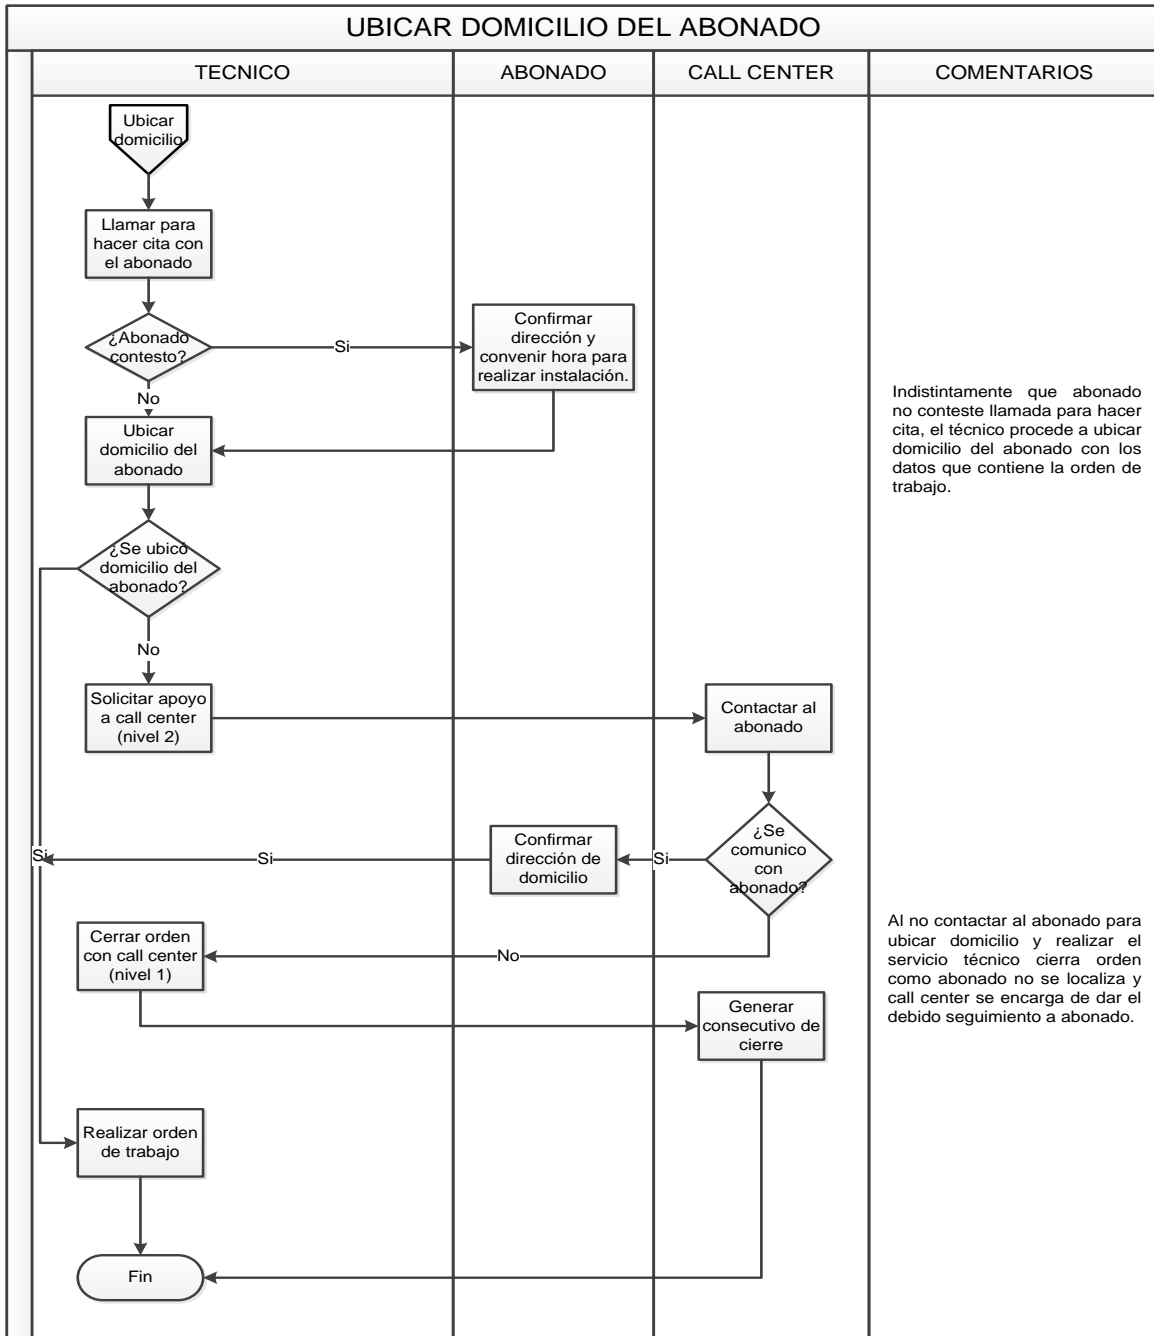 UBICAR DOMICILIO DEL ABONADO
TECNICO
ABONADO
CALL CENTER
COMENTARIOS
Ubicar
domicilio
Llamar para
hacer cita con
el abonado
¿Abonado
contesto?
Si
Confirmar
dirección y
convenir hora para
realizar instalación.
No
Ubicar
domicilio del
abonado
Indistintamente que abonado
no conteste llamada para hacer
cita, el técnico procede a ubicar
domicilio del abonado con los
datos que contiene la orden de
trabajo.
¿Se ubicó
domicilio del
abonado?
No
Solicitar apoyo
a call center
(nivel 2)
Contactar al
abonado
¿Se
comunico
con
abonado?
Si
Confirmar
dirección de
domicilio
Si
Si
No
Cerrar orden
con call center
(nivel 1)
Al no contactar al abonado para
ubicar domicilio y realizar el
servicio técnico cierra orden
como abonado no se localiza y
call center se encarga de dar el
debido seguimiento a abonado.
Generar
consecutivo de
cierre
Realizar orden
de trabajo
Fin